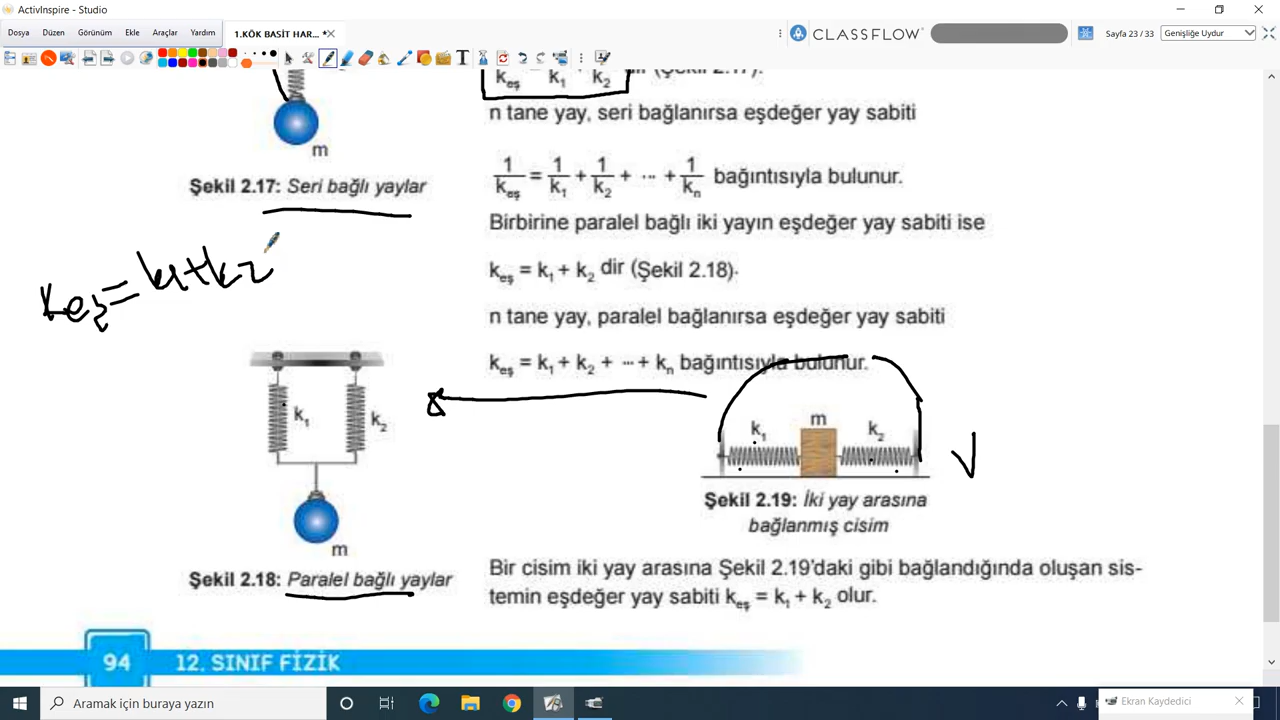 ActivInspire - Studio
Dosya Düzen Görünüm Ekle Araçlar Yardım
1.KÖK BASİT HAR... *
CLASSFLOW
Sayfa 23 / 33
Genişliğe Uydur
keş k1 k2
n tane yay, seri bağlanırsa eşdeğer yay sabiti
m
Şekil 2.17: Seri bağlı yaylar
1/keş = 1/k1 + 1/k2 + ... + 1/kn bağıntısıyla bulunur.
Birbirine paralel bağlı iki yayın eşdeğer yay sabiti ise
keş = k1 + k2 dir (Şekil 2.18).
keş = k1+k2
n tane yay, paralel bağlanırsa eşdeğer yay sabiti
keş = k1 + k2 + ... + kn bağıntısıyla bulunur.
k1 k2
m
Şekil 2.18: Paralel bağlı yaylar
k1 m k2
Şekil 2.19: İki yay arasına
bağlanmış cisim
Bir cisim iki yay arasına Şekil 2.19'daki gibi bağlandığında oluşan sis-
temin eşdeğer yay sabiti keş = k1 + k2 olur.
94 12. SINIF FİZİK
Aramak için buraya yazın
Ekran Kaydedici